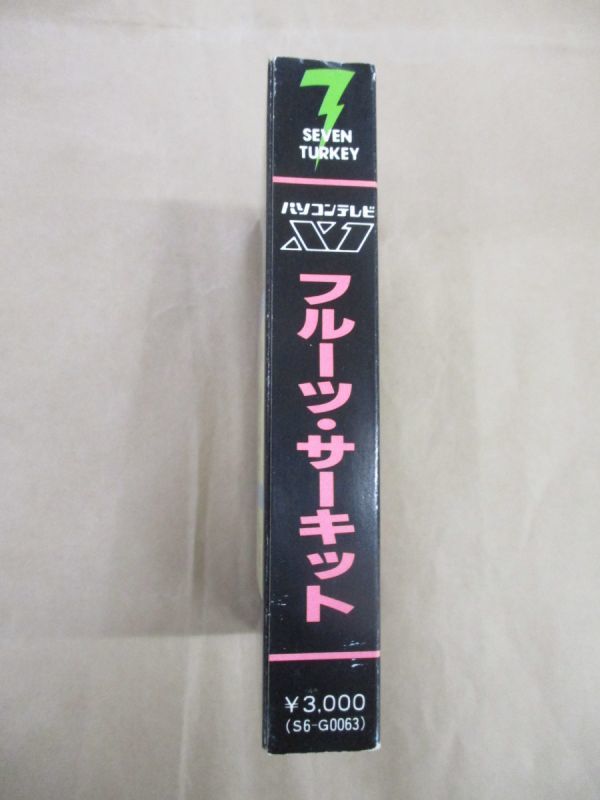 7
SEVEN
TURKEY
パソコンテレビ
X1
フルーツ・サーキット
¥3,000
(S6-G0063)